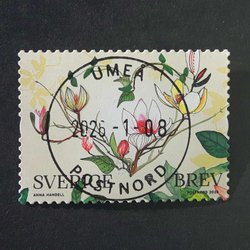 UMEÅ
2026-1-08
POSTNORD
SVERIGE BREV
ANNA HANDELL